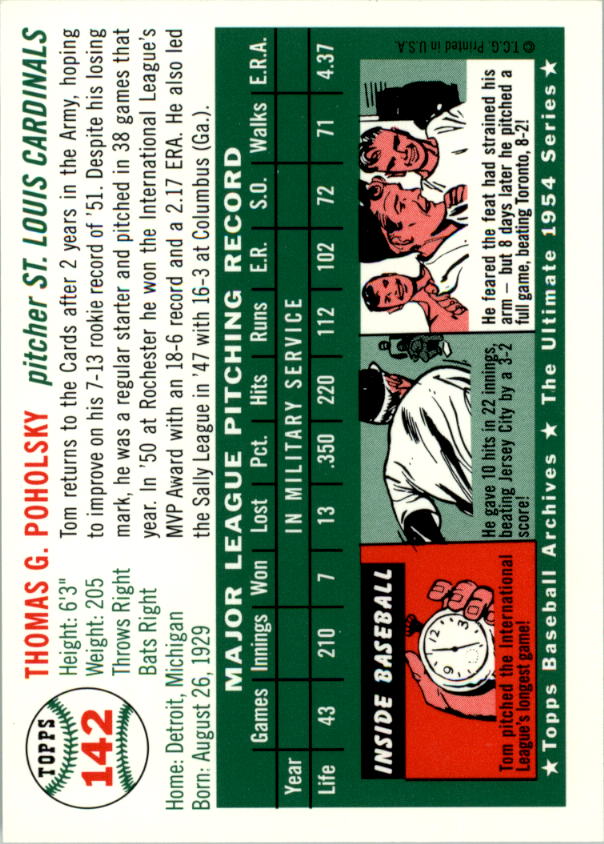 TOPPS
142
THOMAS G. POHOLSKY pitcher ST. LOUIS CARDINALS
Height: 6'3"
Weight: 205
Throws Right
Bats Right
Home: Detroit, Michigan
Born: August 26, 1929
Tom returns to the Cards after 2 years in the Army, hoping
to improve on his 7-13 rookie record of '51. Despite his losing
mark, he was a regular starter and pitched in 38 games that
year. In '50 at Rochester he won the International League's
MVP Award with an 18-6 record and a 2.17 ERA. He also led
the Sally League in '47 with 16-3 at Columbus (Ga.).
MAJOR LEAGUE PITCHING RECORD
Games Innings Won Lost Pct. Hits Runs E.R. S.O. Walks E.R.A.
Year IN MILITARY SERVICE
Life 43 210 7 13 .350 220 112 102 72 71 4.37
INSIDE BASEBALL
12
3
6
9
Tom pitched the International
League's longest game!
He gave 10 hits in 22 innings,
beating Jersey City by a 3-2
score!
He feared the feat had strained his
arm – but 8 days later he pitched a
full game, beating Toronto, 8-2!
© T.C.G. Printed in U.S.A.
★ Topps Baseball Archives ★ The Ultimate 1954 Series ★